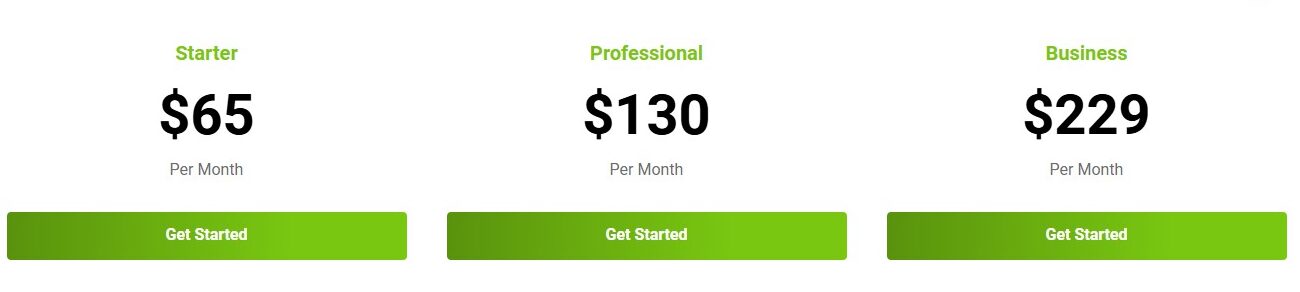 Starter
$65
Per Month
Get Started
Professional
$130
Per Month
Get Started
Business
$229
Per Month
Get Started